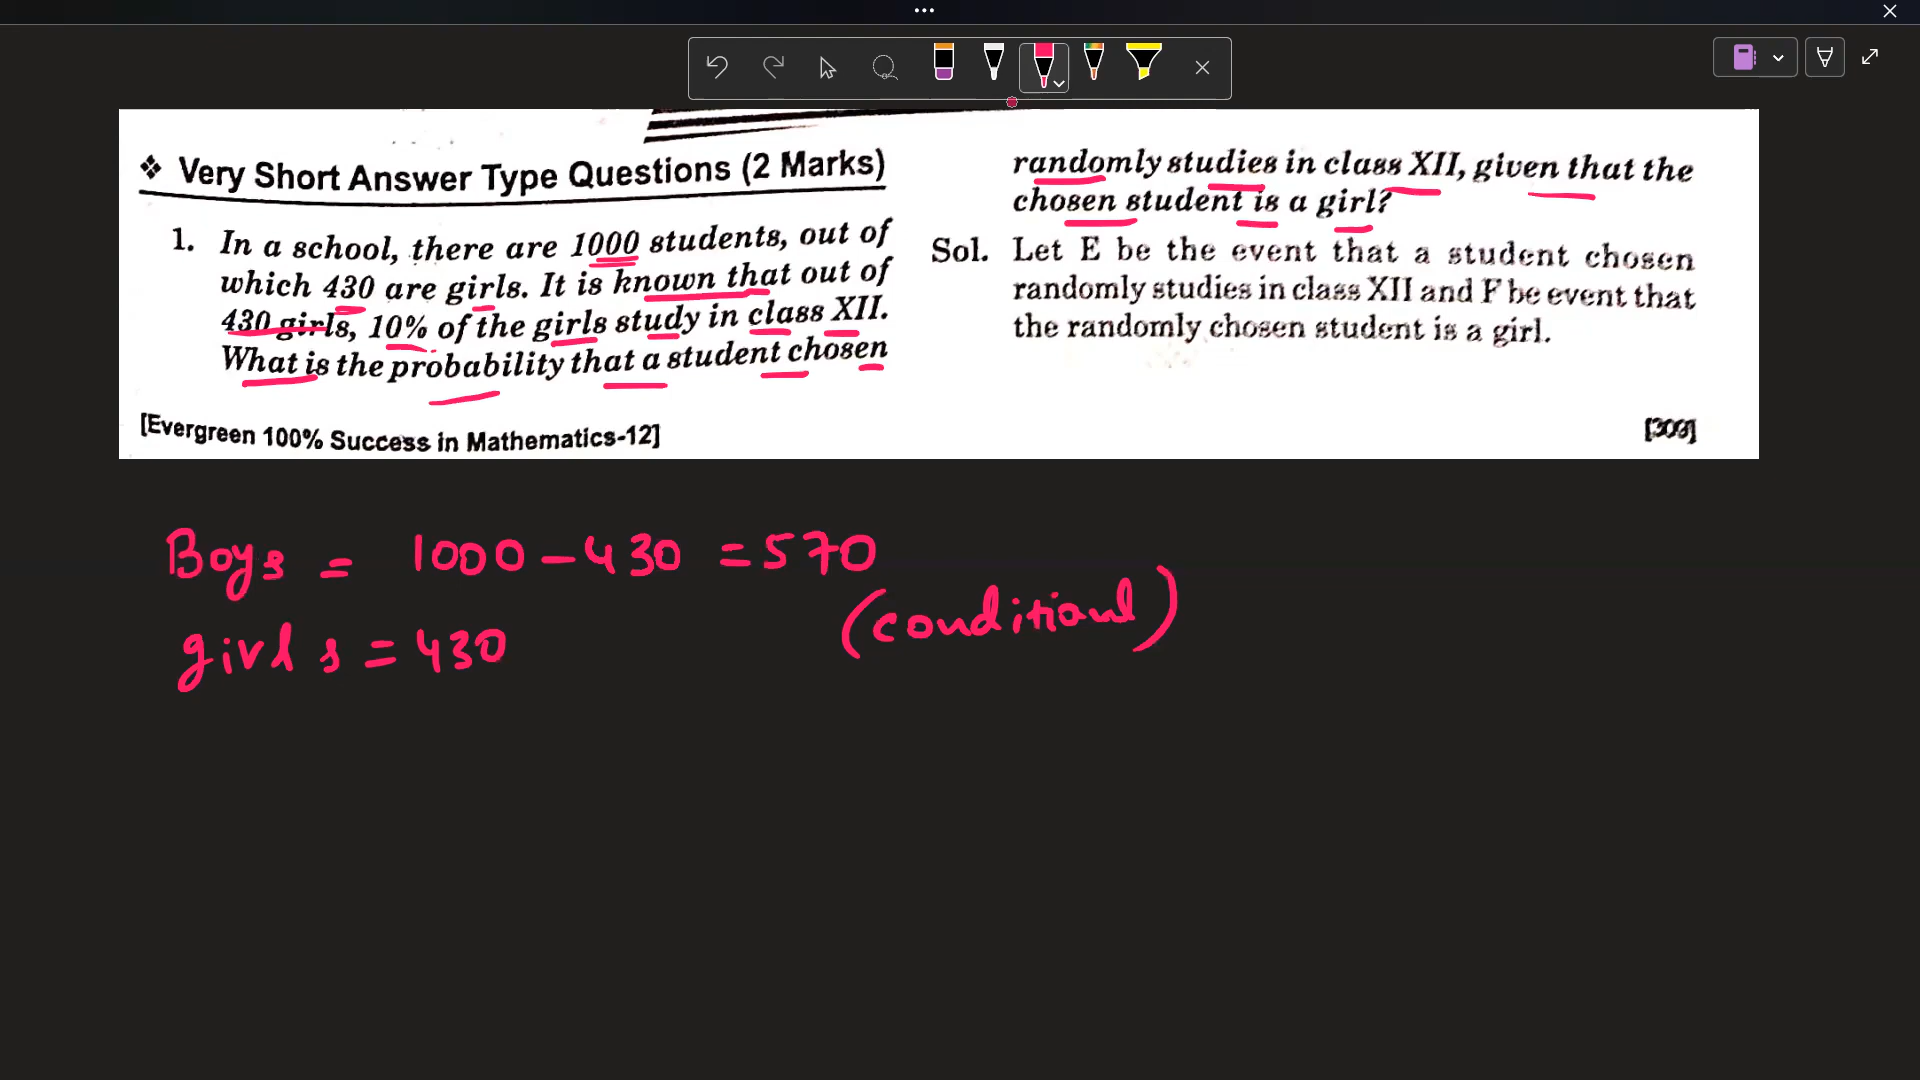 ❖ Very Short Answer Type Questions (2 Marks)
1. In a school, there are 1000 students, out of
which 430 are girls. It is known that out of
430 girls, 10% of the girls study in class XII.
What is the probability that a student chosen
[Evergreen 100% Success in Mathematics-12]
randomly studies in class XII, given that the
chosen student is a girl?
Sol. Let E be the event that a student chosen
randomly studies in class XII and F be event that
the randomly chosen student is a girl.
Boys = 1000 - 430 = 570
(conditional)
girls = 430